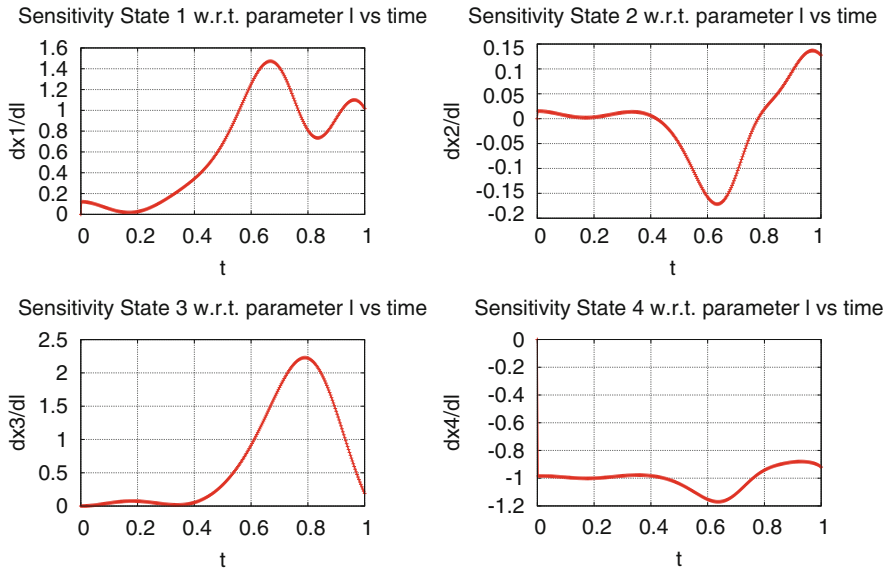 Sensitivity State 1 w.r.t. parameter l vs time
dx1/dl
1.6
1.4
1.2
1
0.8
0.6
0.4
0.2
0
0 0.2 0.4 0.6 0.8 1
t
Sensitivity State 2 w.r.t. parameter l vs time
dx2/dl
0.15
0.1
0.05
0
-0.05
-0.1
-0.15
-0.2
0 0.2 0.4 0.6 0.8 1
t
Sensitivity State 3 w.r.t. parameter l vs time
dx3/dl
2.5
2
1.5
1
0.5
0
0 0.2 0.4 0.6 0.8 1
t
Sensitivity State 4 w.r.t. parameter l vs time
dx4/dl
0
-0.2
-0.4
-0.6
-0.8
-1
-1.2
0 0.2 0.4 0.6 0.8 1
t